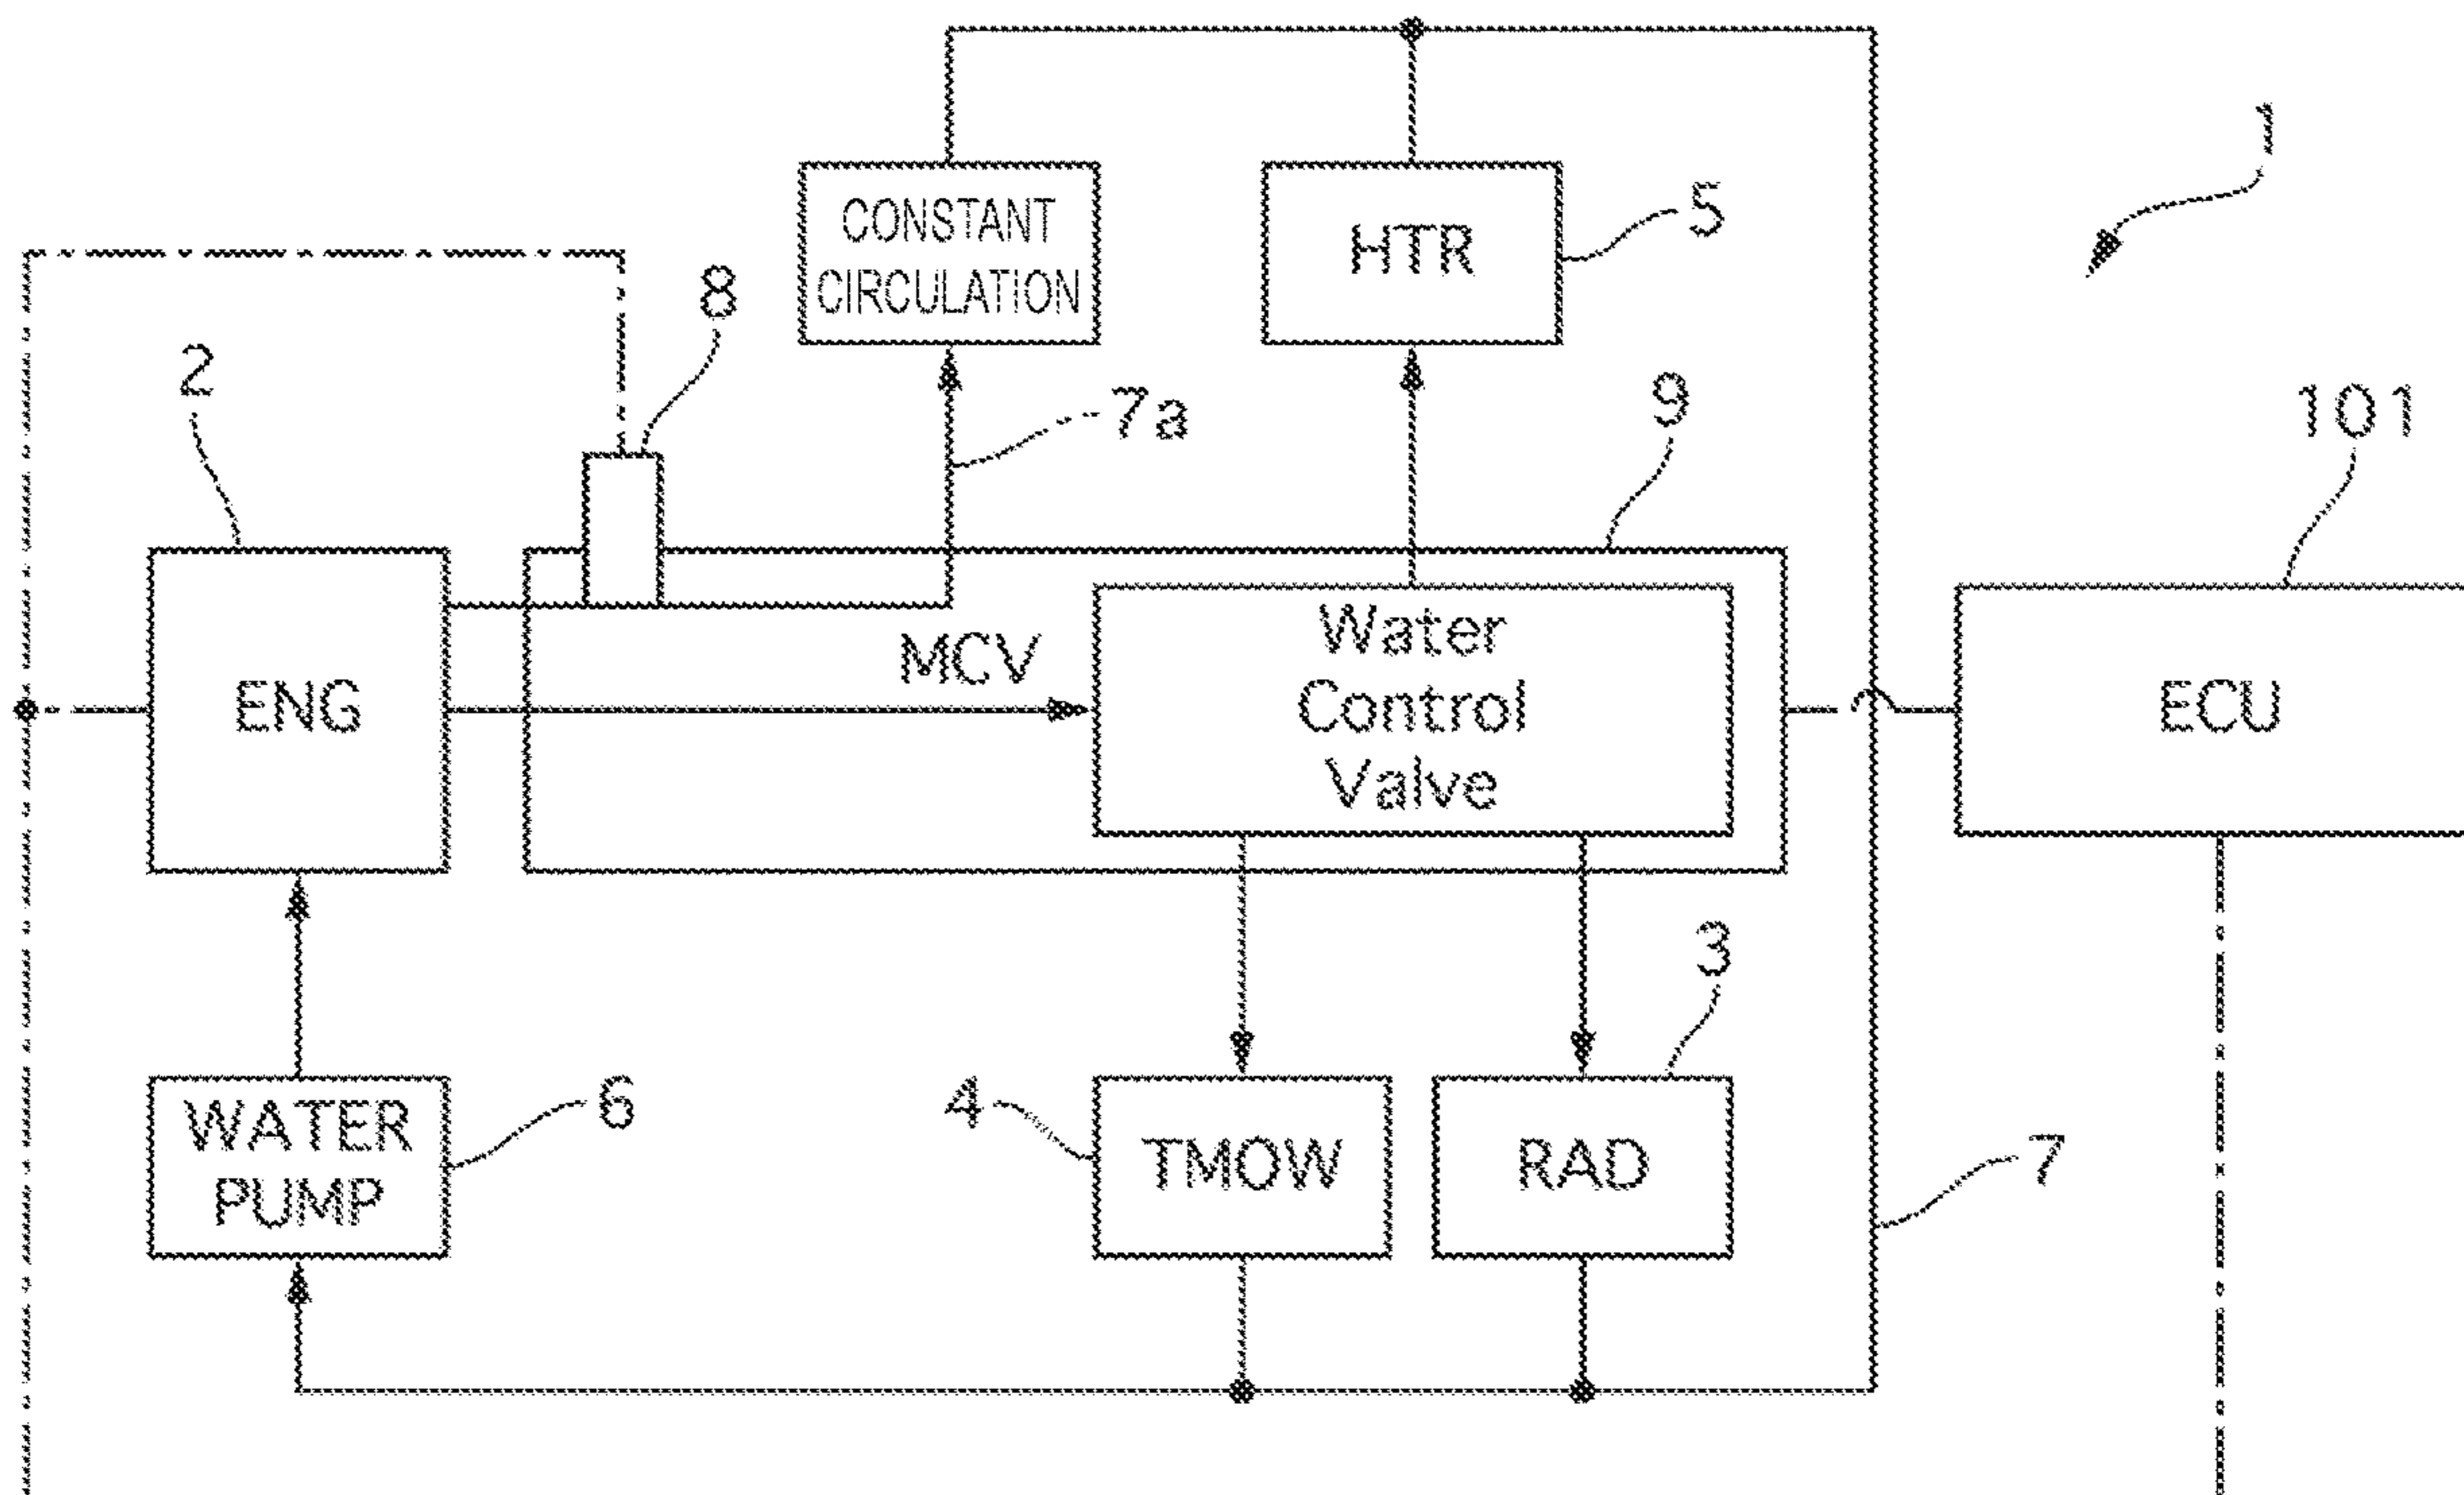 1
CONSTANT
CIRCULATION
HTR
5
8
2
7a
9
101
ENG
MCV
Water
Control
Valve
ECU
3
WATER
PUMP
6
4
TMOW
RAD
7